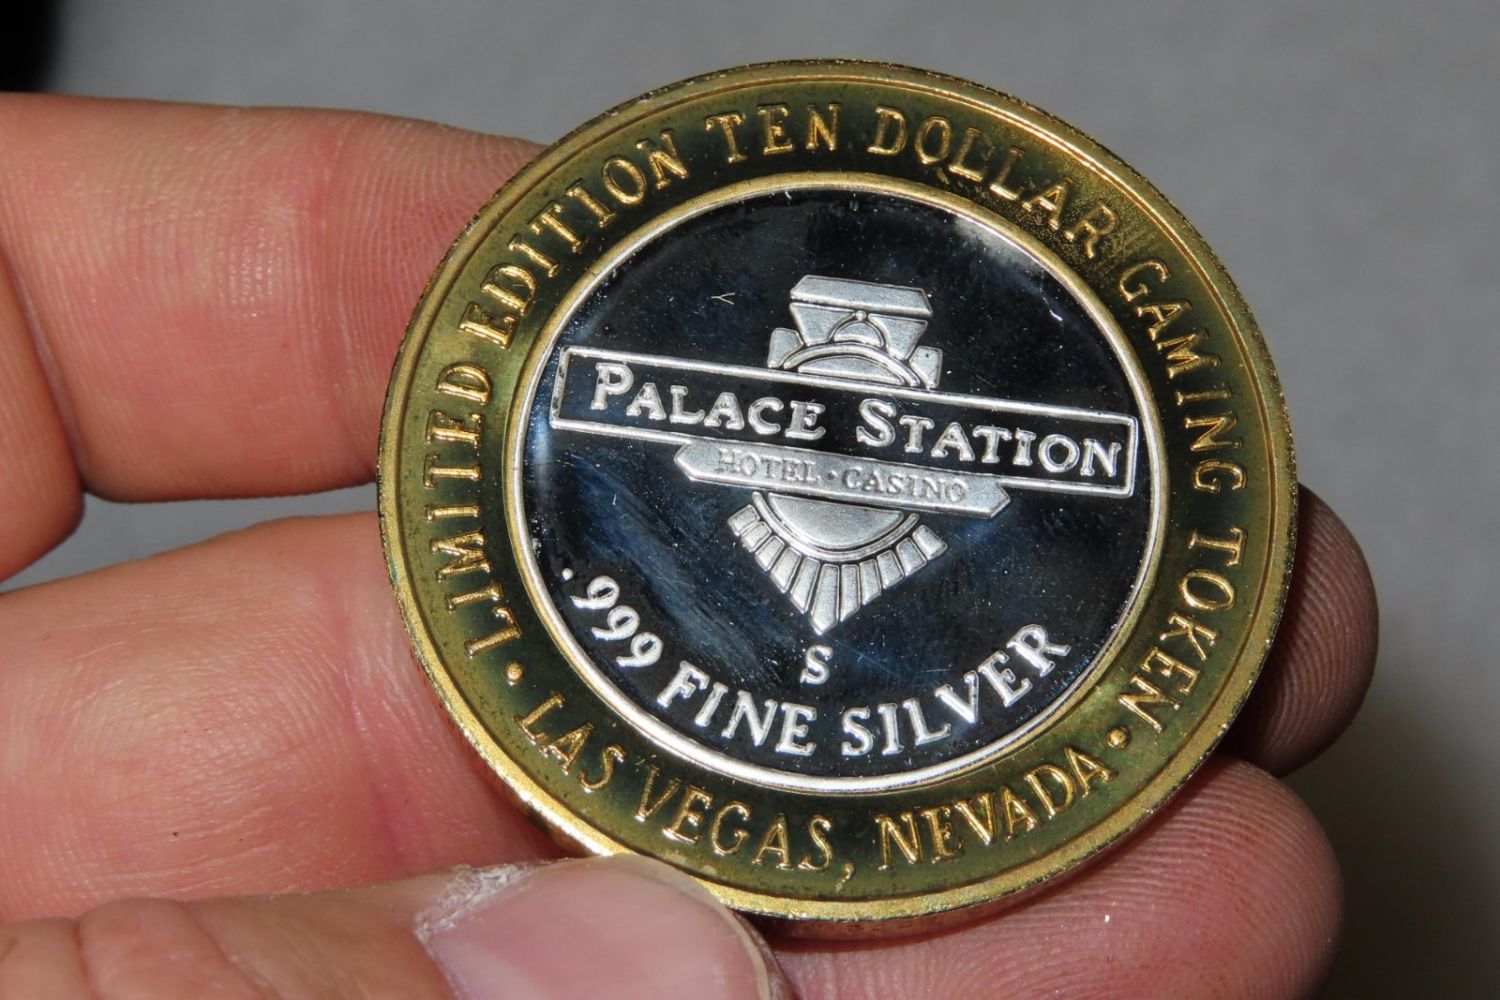 LIMITED EDITION TEN DOLLAR GAMING TOKEN
PALACE STATION
HOTEL · CASINO
S
.999 FINE SILVER
• LAS VEGAS, NEVADA •